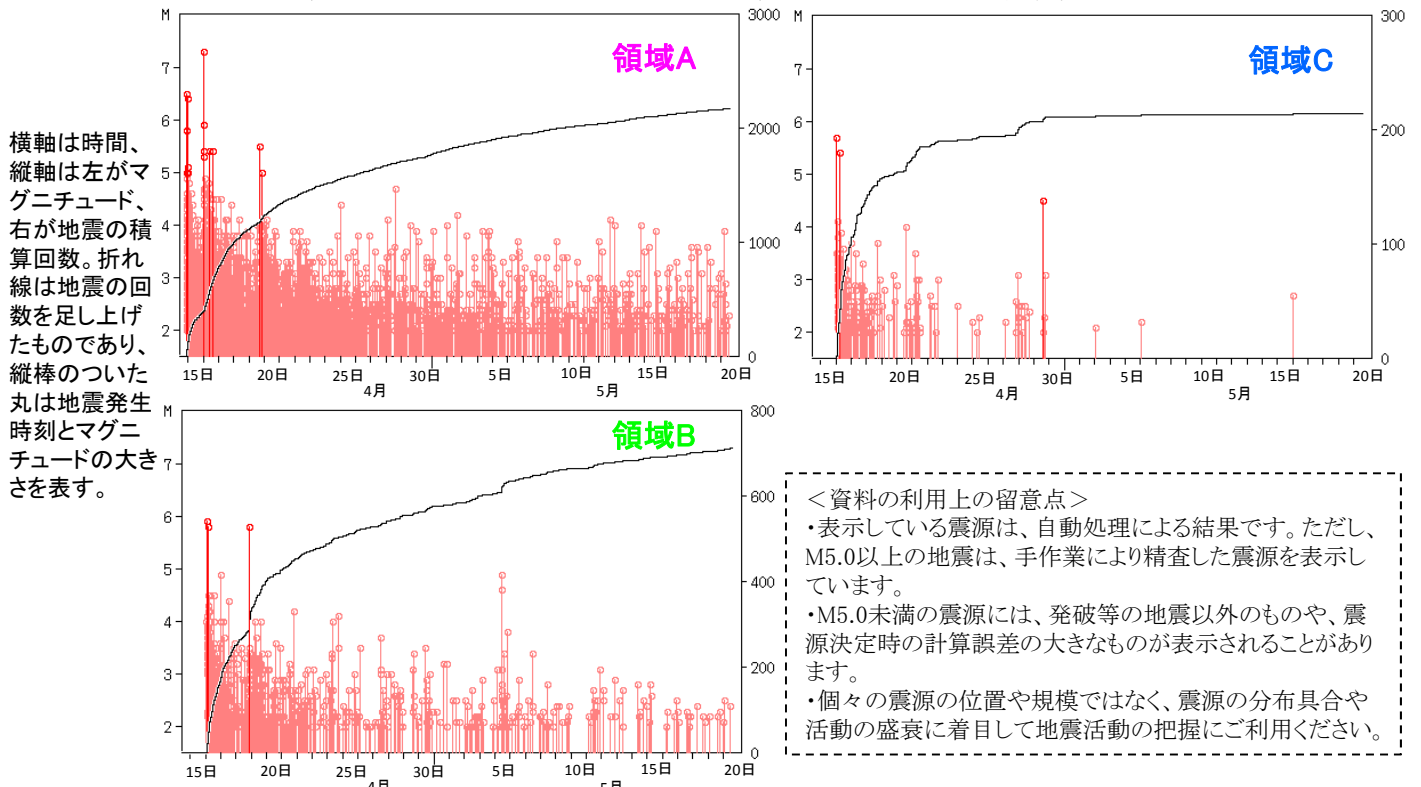 横軸は時間、
縦軸は左がマ
グニチュード、
右が地震の積
算回数。折れ
線は地震の回
数を足し上げ
たものであり、
縦棒のついた
丸は地震発生
時刻とマグニ
チュードの大き
さを表す。
M
7
6
5
4
3
2
領域A
3000
2000
1000
0
15日
20日
25日
30日
5日
10日
15日
20日
4月
5月
M
7
6
5
4
3
2
領域C
300
200
100
0
15日
20日
25日
30日
5日
10日
15日
20日
4月
5月
M
7
6
5
4
3
2
領域B
800
600
400
200
0
15日
20日
25日
30日
5日
10日
15日
20日
4月
5月
<資料の利用上の留意点>
・表示している震源は、自動処理による結果です。ただし、
M5.0以上の地震は、手作業により精査した震源を表示し
ています。
・M5.0未満の震源には、発破等の地震以外のものや、震
源決定時の計算誤差の大きなものが表示されることがあり
ます。
・個々の震源の位置や規模ではなく、震源の分布具合や
活動の盛衰に着目して地震活動の把握にご利用ください。